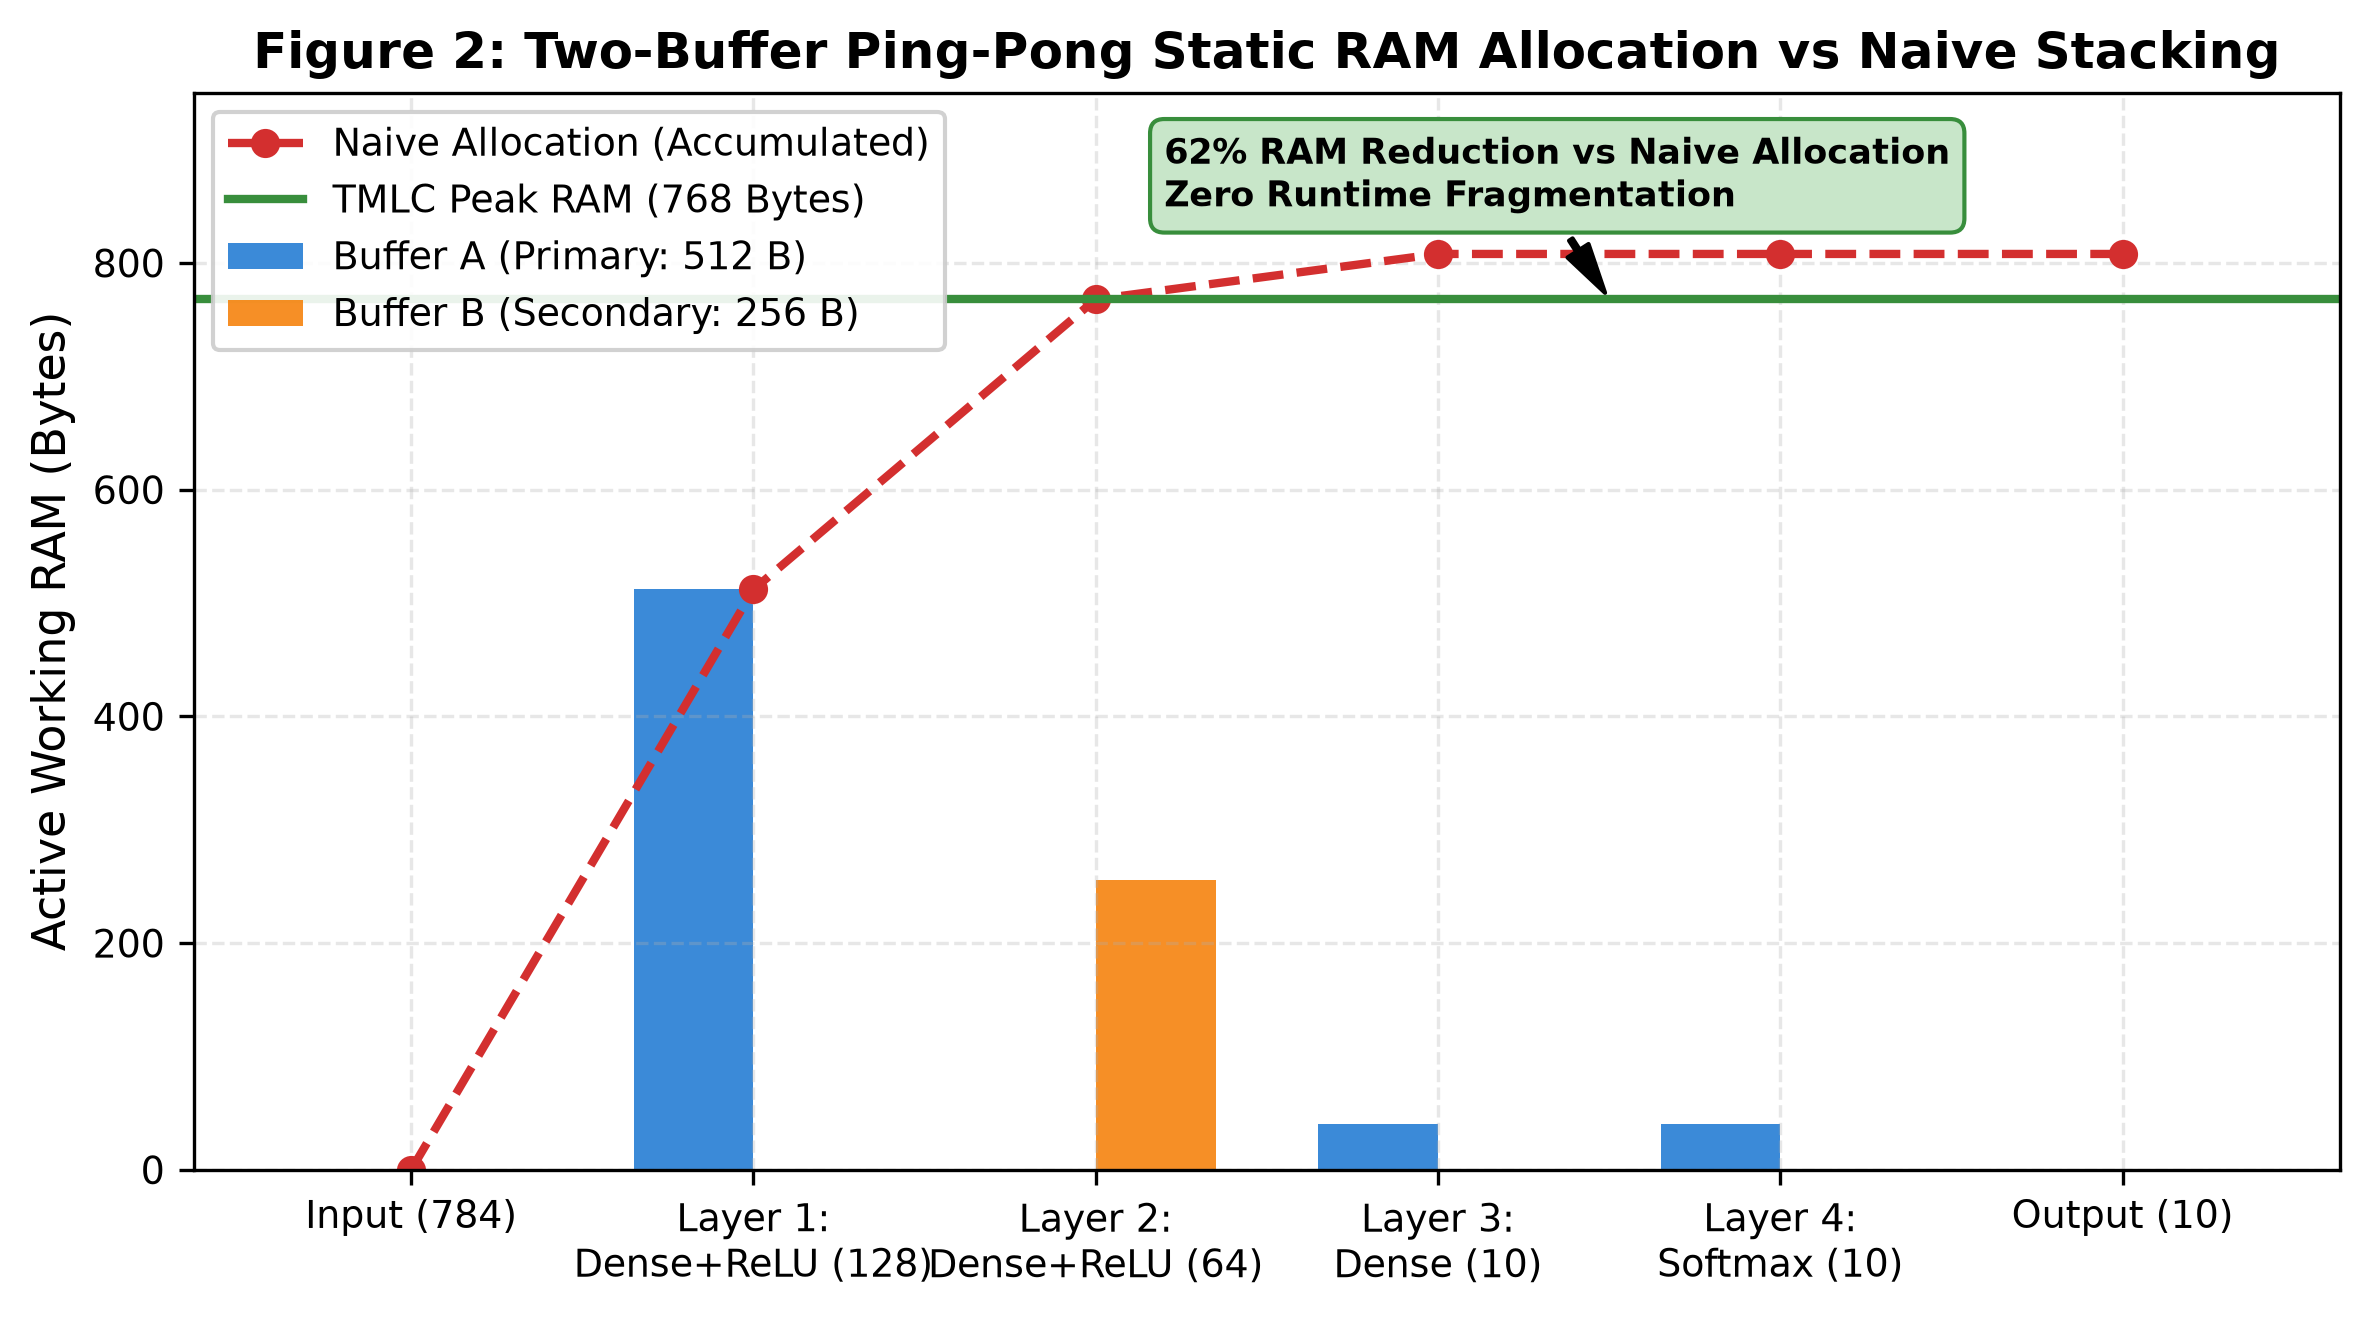 Figure 2: Two-Buffer Ping-Pong Static RAM Allocation vs Naive Stacking
Naive Allocation (Accumulated)
TMLC Peak RAM (768 Bytes)
Buffer A (Primary: 512 B)
Buffer B (Secondary: 256 B)
62% RAM Reduction vs Naive Allocation
Zero Runtime Fragmentation
Active Working RAM (Bytes)
800
600
400
200
0
Input (784)
Layer 1:
Dense+ReLU (128)
Layer 2:
Dense+ReLU (64)
Layer 3:
Dense (10)
Layer 4:
Softmax (10)
Output (10)